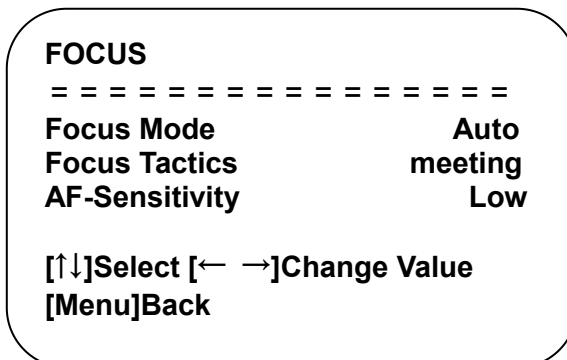 FOCUS
= = = = = = = = = = = = = = = =
Focus Mode Auto
Focus Tactics meeting
AF-Sensitivity Low
[↑↓]Select [← →]Change Value
[Menu]Back